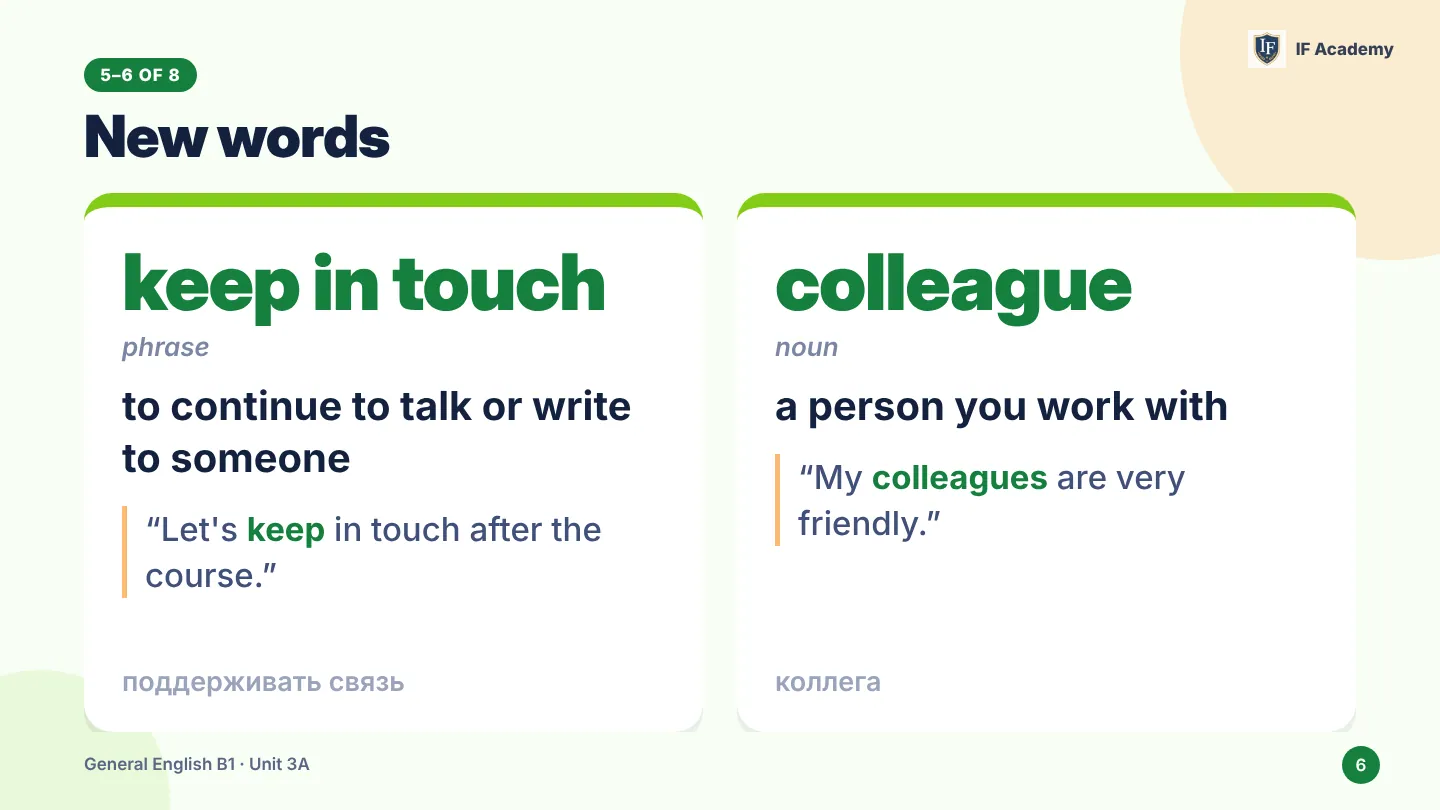 IF
IF Academy
5–6 OF 8
New words
keep in touch
phrase
to continue to talk or write
to someone
“Let's keep in touch after the
course.”
поддерживать связь
colleague
noun
a person you work with
“My colleagues are very
friendly.”
коллега
General English B1 · Unit 3A
6